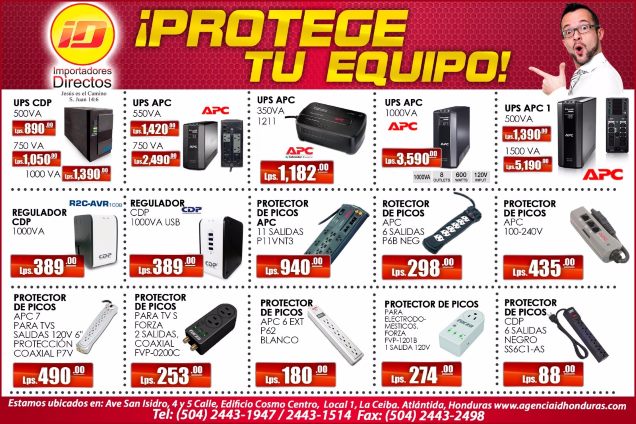 iD
importadores
Directos
Jesús es el Camino
S. Juan 14:6
¡PROTEGE
TU EQUIPO!
UPS CDP
500VA
Lps. 890.00
750 VA
Lps. 1,050.00
1000 VA
Lps. 1,390.00
UPS APC
550VA
APC
Lps. 1,420.00
750 VA
Lps. 2,490.00
UPS APC
350VA
1211
APC
Lps. 1,182.00
UPS APC
1000VA
APC
Lps. 3,590.00
1000VA
8 OUTLETS
600 WATTS
120V INPUT
UPS APC 1
500VA
Lps. 1,390.00
1500 VA
Lps. 5,190.00
APC
REGULADOR
CDP
1000VA
R2C-AVR1008
CDP
Lps. 389.00
REGULADOR
CDP
1000VA USB
CDP
CDP
Lps. 389.00
PROTECTOR
DE PICOS
APC
11 SALIDAS
P11VNT3
Lps. 940.00
ROTECTOR
DE PICOS
APC
6 SALIDAS
P6B NEG
Lps. 298.00
PROTECTOR
DE PICOS
APC
100-240V
Lps. 435.00
PROTECTOR
DE PICOS
APC 7
PARA TVS
SALIDAS 120V 6"
PROTECCIÓN
COAXIAL P7V
Lps. 490.00
PROTECTOR
DE PICOS
PARA TV S
FORZA
2 SALIDAS,
COAXIAL
FVP-0200C
Lps. 253.00
PROTECTOR
DE PICOS
APC 6 EXT
P62
BLANCO
Lps. 180.00
PROTECTOR DE PICOS
PARA
ELECTRODO-
MÉSTICOS,
FORZA
FVP-1201B
1 SALIDA 120V
Lps. 274.00
PROTECTOR
DE PICOS
CDP
6 SALIDAS
NEGRO
SS6C1-AS
Lps. 88.00
Estamos ubicados en: Ave San Isidro, 4 y 5 Calle, Edificio Cosmo Centro, Local 1, La Ceiba. Atlántida, Honduras www.agenciaidhonduras.com
Tel: (504) 2443-1947 / 2443-1514 Fax: (504) 2443-2498